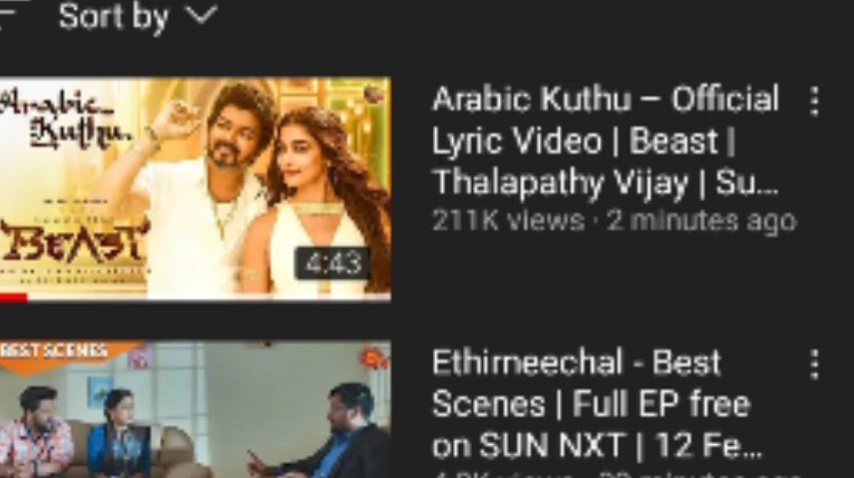 Sort by
Arabic
Kuthu.
BEAST
4:43
Arabic Kuthu – Official
Lyric Video | Beast |
Thalapathy Vijay | Su...
211K views · 2 minutes ago
BEST SCENES
Ethirneechal - Best
Scenes | Full EP free
on SUN NXT | 12 Fe...